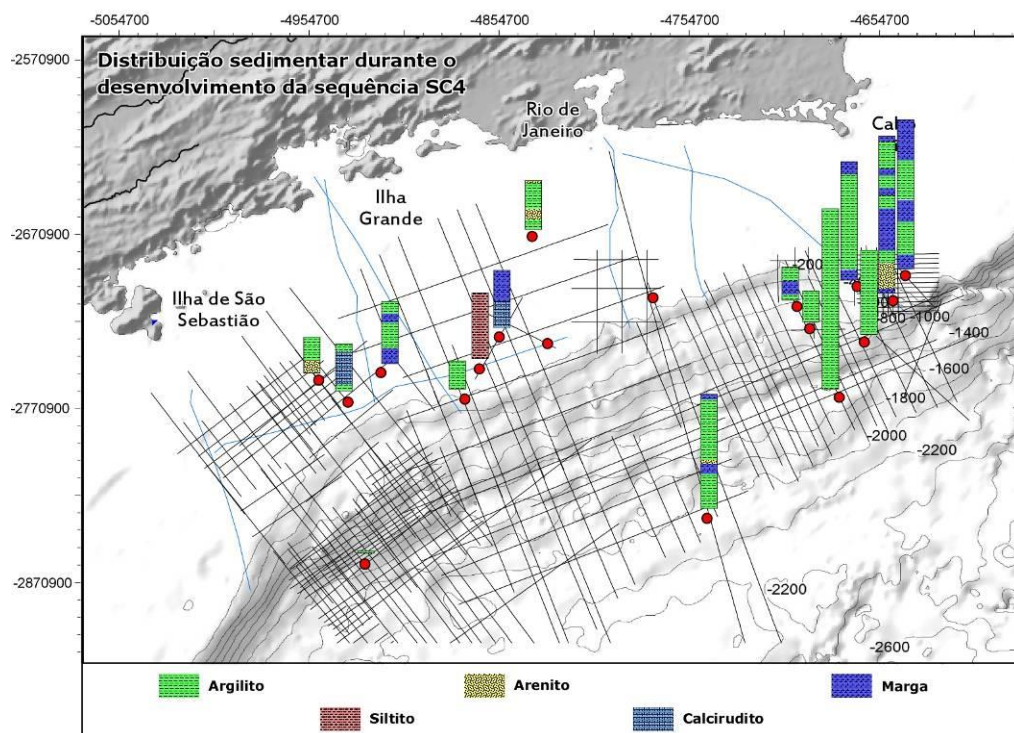 -5054700 -4954700 -4854700 -4754700 -4654700
-2570900
Distribuição sedimentar durante o
desenvolvimento da sequência SC4
Rio de
Janeiro
Ilha
Grande
-2670900
Ilha de São
Sebastião
-1000
-1400
-1600
-1800
-2770900
-2000
-2200
-2870900
-2200
-2600
Argilito Arenito Marga
Siltito Calcirudito